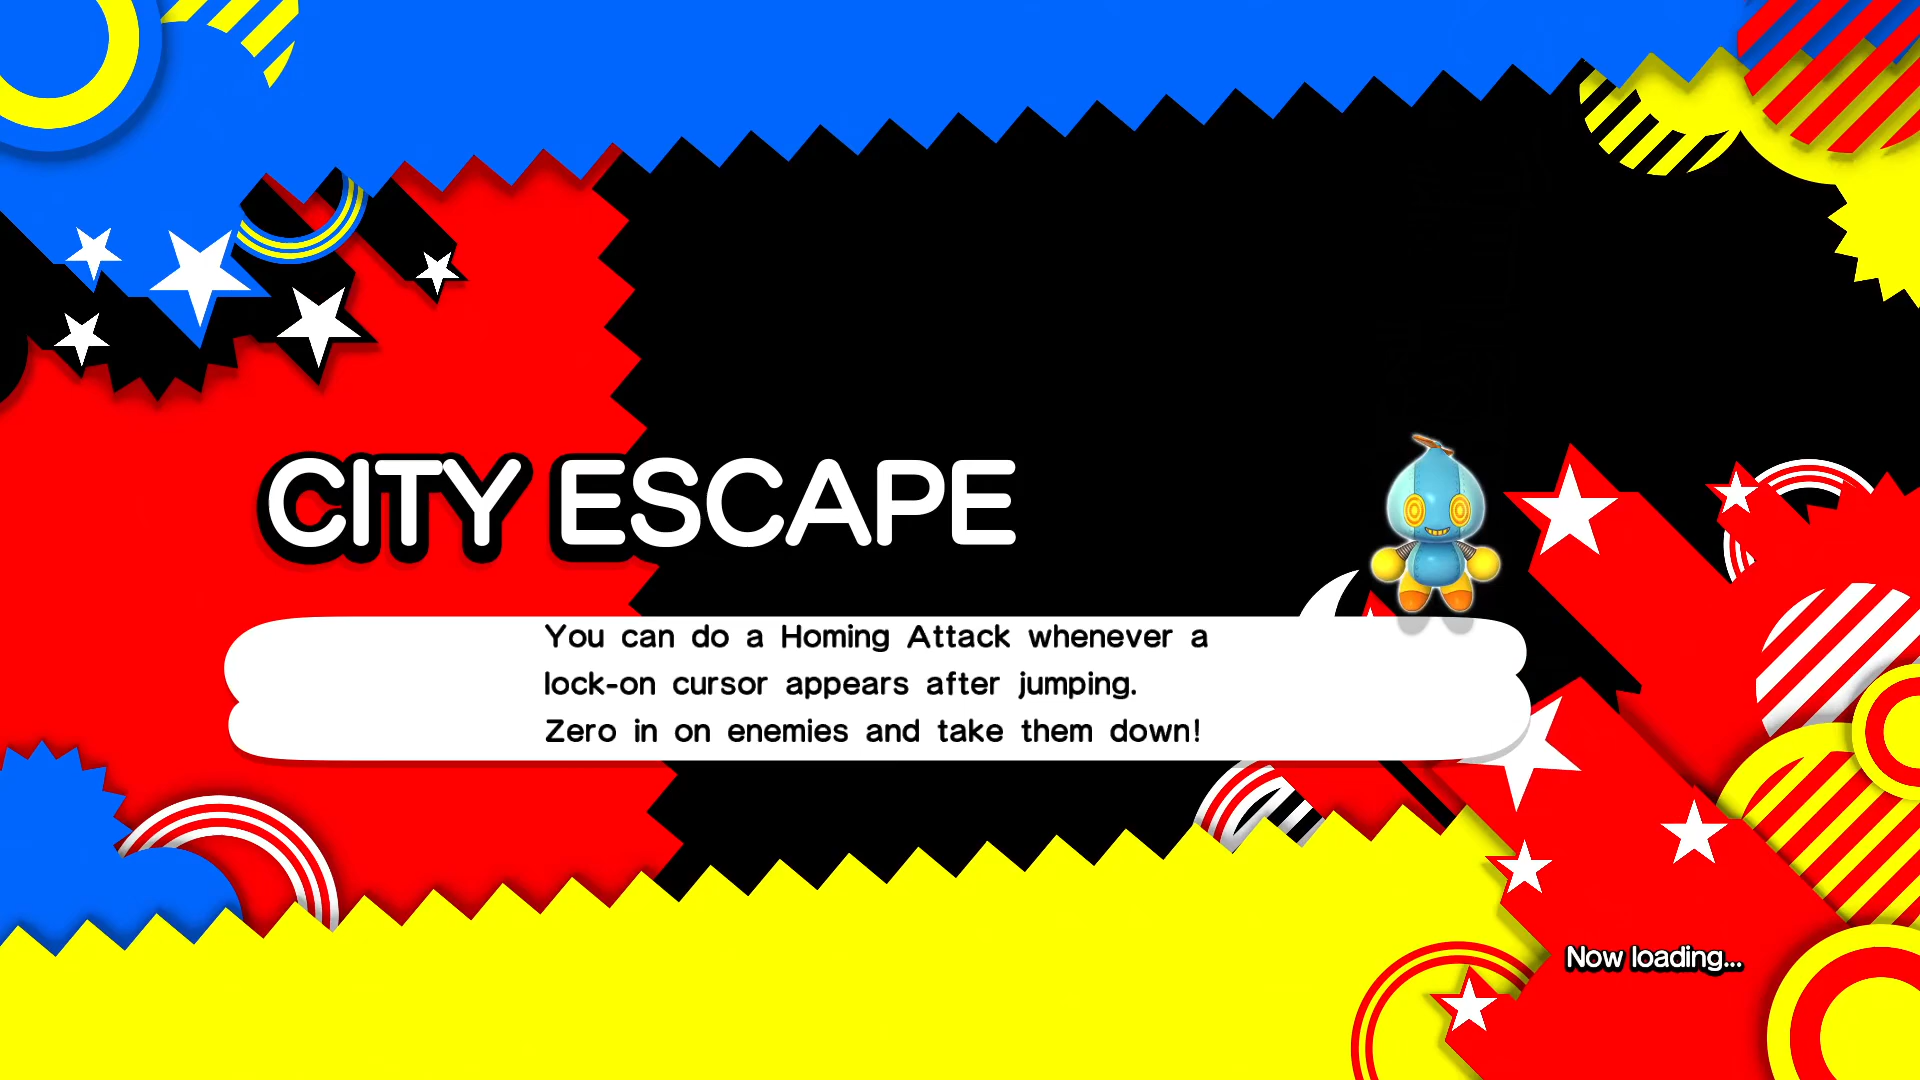 CITY ESCAPE
You can do a Homing Attack whenever a
lock-on cursor appears after jumping.
Zero in on enemies and take them down!
Now loading...